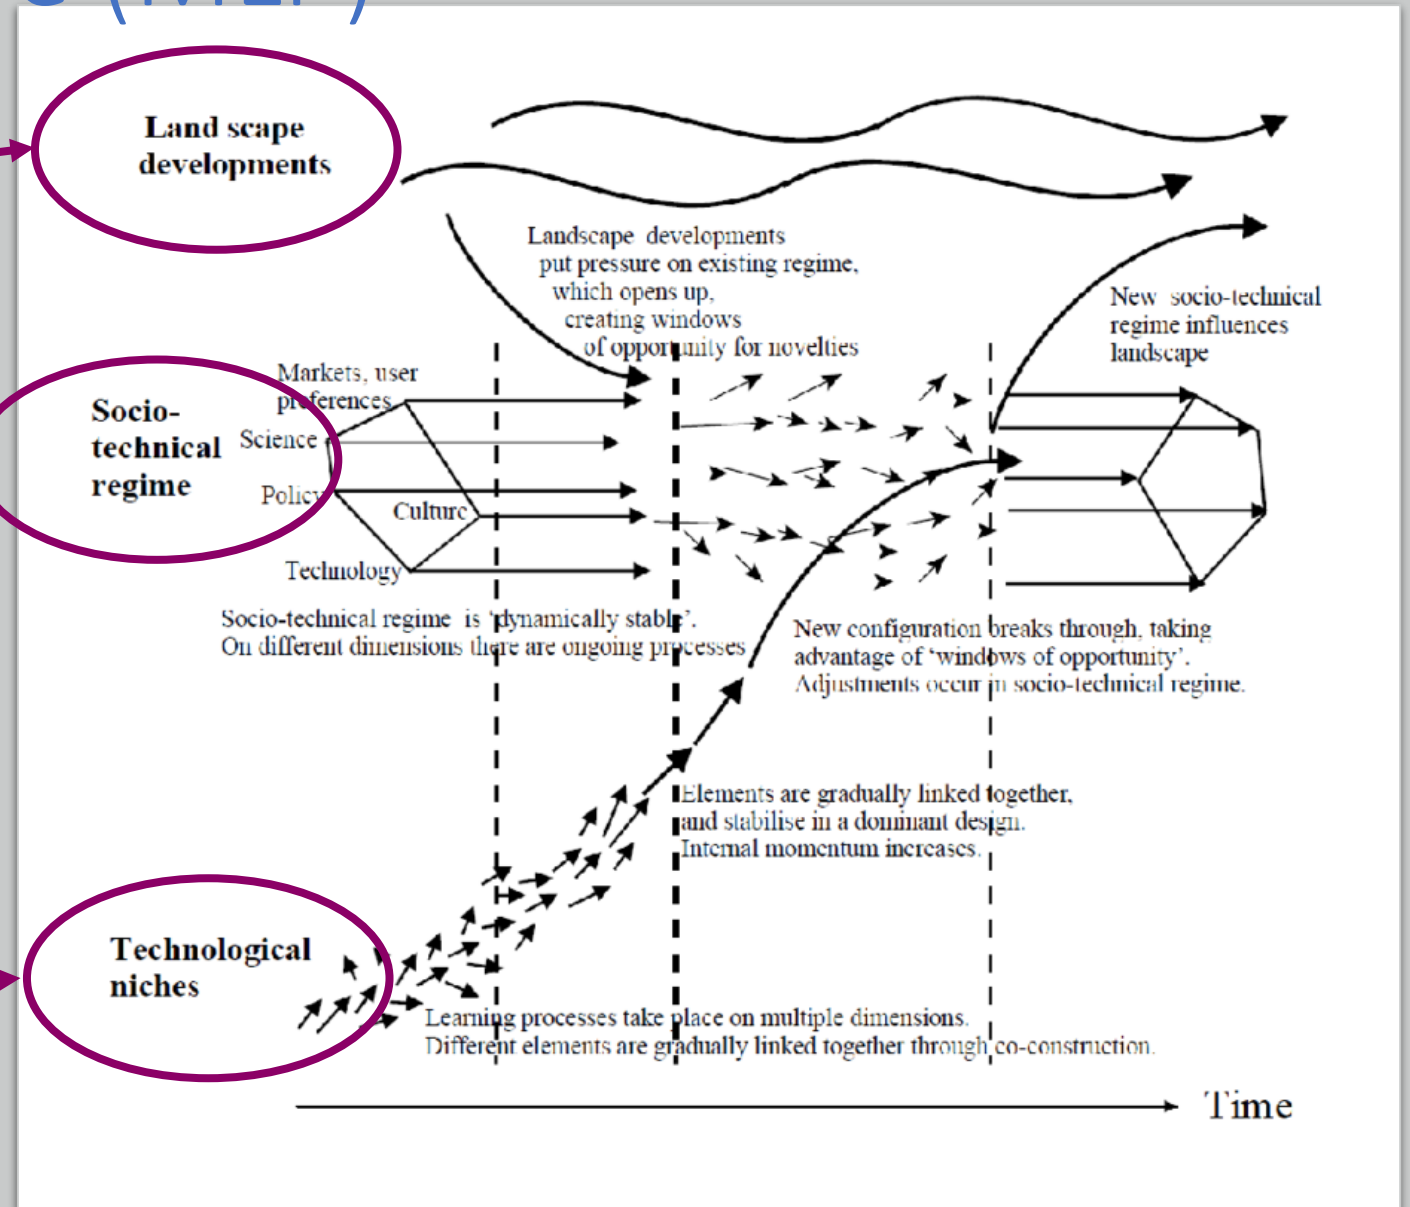 (MLP)
Land scape
developments
Landscape developments
put pressure on existing regime,
which opens up,
creating windows
of opportunity for novelties
New socio-technical
regime influences
landscape
Markets, user
preferences
Socio-
technical
regime
Science
Policy
Culture
Technology
Socio-technical regime is ‘dynamically stable’.
On different dimensions there are ongoing processes
New configuration breaks through, taking
advantage of ‘windows of opportunity’.
Adjustments occur in socio-technical regime.
Elements are gradually linked together,
and stabilise in a dominant design.
Internal momentum increases.
Technological
niches
Learning processes take place on multiple dimensions.
Different elements are gradually linked together through co-construction.
Time